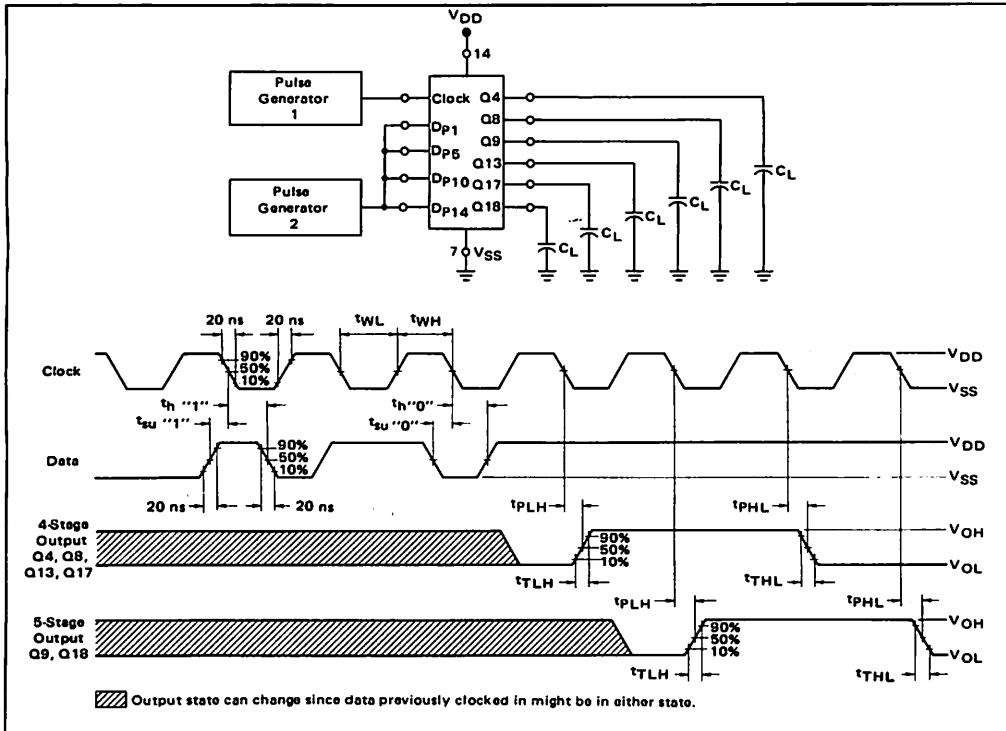 VDD
14
Pulse
Generator
1
Clock
Q4
Q8
DP1
Q9
DP5
Q13
DP10
Q17
DP14
Q18
Pulse
Generator
2
CL
CL
CL
CL
CL
CL
7
VSS
20 ns
20 ns
tWL
tWH
Clock
90%
50%
10%
VDD
VSS
th "1"
tsu "1"
th "0"
tsu "0"
Data
90%
50%
10%
VDD
VSS
20 ns
20 ns
tPLH
tPHL
4-Stage
Output
Q4, Q8,
Q13, Q17
90%
50%
10%
VOH
VOL
tTLH
tTHL
tPLH
tPHL
5-Stage
Output
Q9, Q18
90%
50%
10%
VOH
VOL
tTLH
tTHL
Output state can change since data previously clocked in might be in either state.